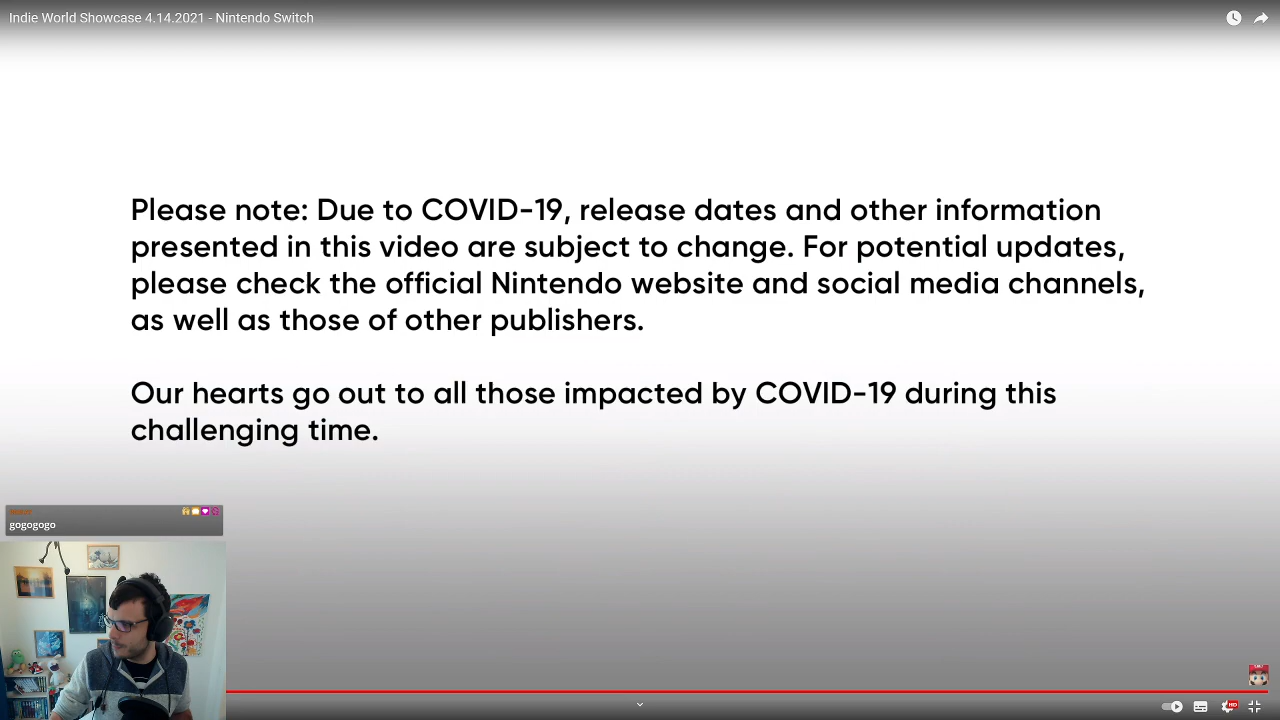 Indie World Showcase 4.14.2021 - Nintendo Switch
Please note: Due to COVID-19, release dates and other information
presented in this video are subject to change. For potential updates,
please check the official Nintendo website and social media channels,
as well as those of other publishers.
Our hearts go out to all those impacted by COVID-19 during this
challenging time.
gogogogo
HD